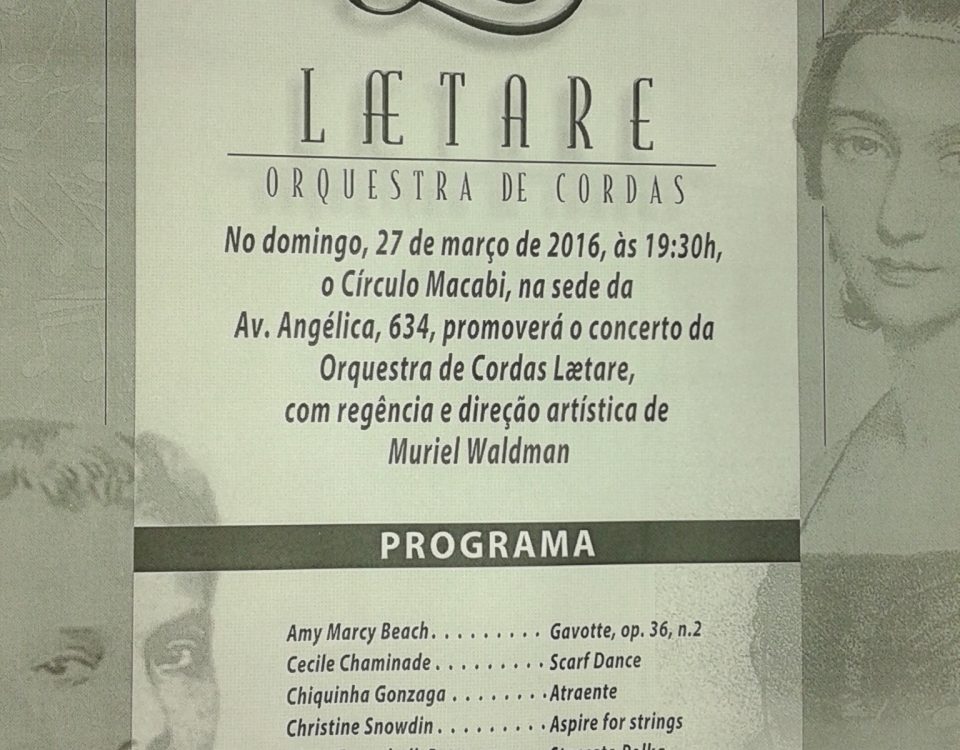 LÆTARE
ORQUESTRA DE CORDAS
No domingo, 27 de março de 2016, às 19:30h,
o Círculo Macabi, na sede da
Av. Angélica, 634, promoverá o concerto da
Orquestra de Cordas Lætare,
com regência e direção artística de
Muriel Waldman
PROGRAMA
Amy Marcy Beach. . . . . . . . . Gavotte, op. 36, n.2
Cecile Chaminade . . . . . . . . . Scarf Dance
Chiquinha Gonzaga . . . . . . . . Atraente
Christine Snowdin . . . . . . . . . Aspire for strings